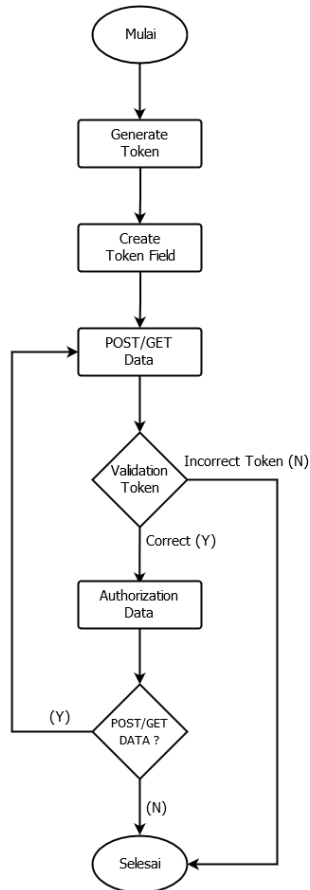 Mulai
Generate
Token
Create
Token Field
POST/GET
Data
Validation
Token
Incorrect Token (N)
Correct (Y)
Authorization
Data
POST/GET
DATA ?
(Y)
(N)
Selesai